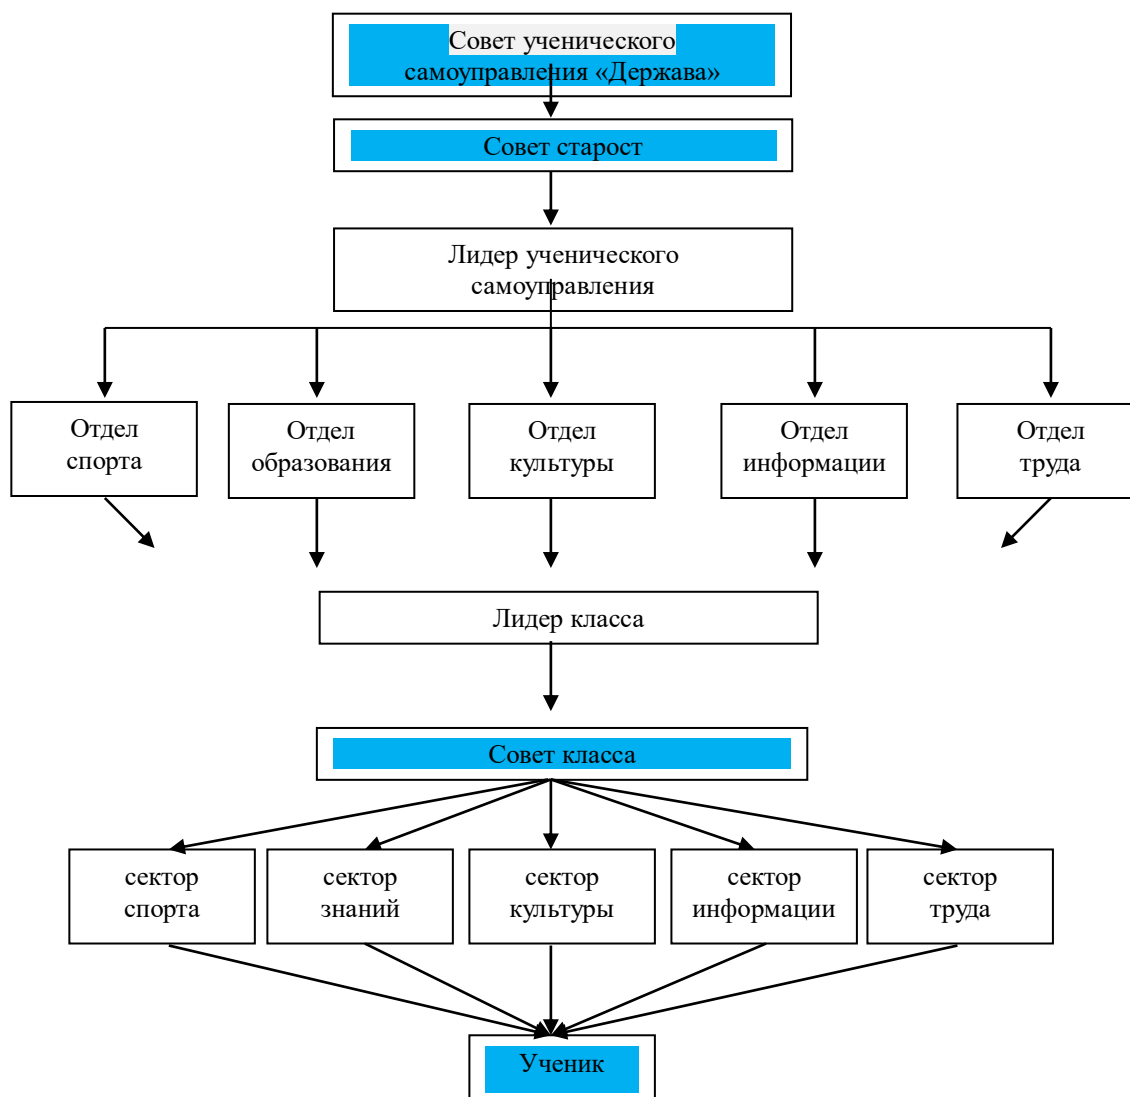 Совет ученического
самоуправления «Держава»
Совет старост
Лидер ученического
самоуправления
Отдел
спорта
Отдел
образования
Отдел
культуры
Отдел
информации
Отдел
труда
Лидер класса
Совет класса
сектор
спорта
сектор
знаний
сектор
культуры
сектор
информации
сектор
труда
Ученик